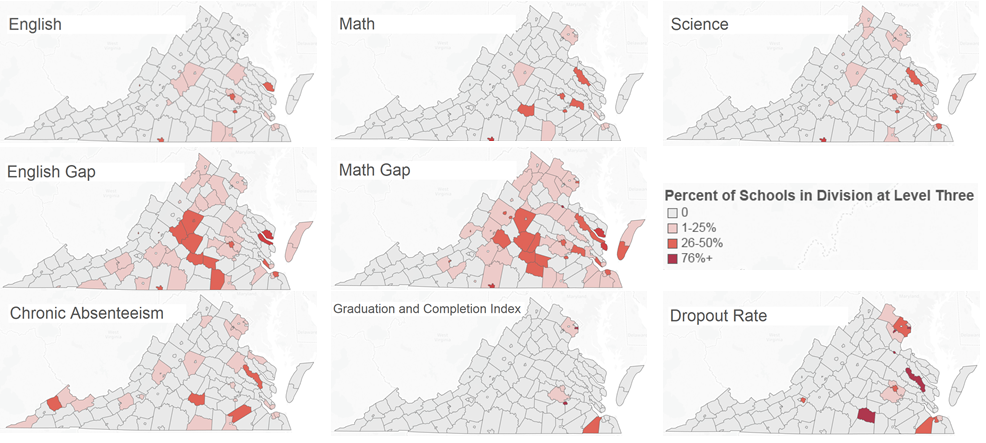 English
Math
Science
English Gap
Math Gap
Percent of Schools in Division at Level Three
0
1-25%
26-50%
76%+
Chronic Absenteeism
Graduation and Completion Index
Dropout Rate